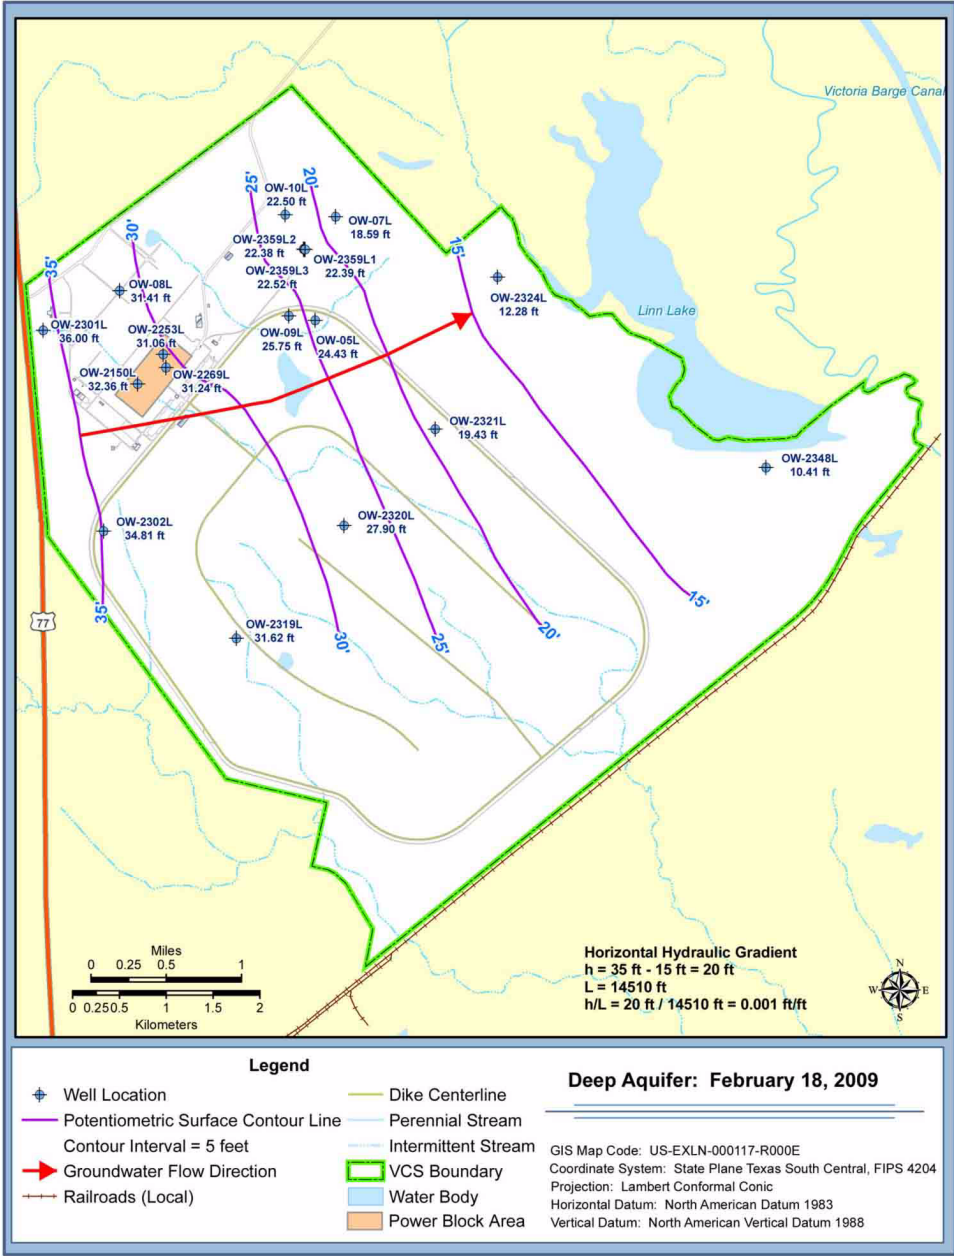 Victoria Barge Canal
20'
25'
OW-10L
22.50 ft
OW-07L
18.59 ft
30'
OW-2359L2
22.38 ft
OW-2359L1
22.39 ft
15'
35'
OW-2359L3
22.52 ft
OW-08L
31.41 ft
OW-2324L
12.28 ft
Linn Lake
OW-2301L
36.00 ft
OW-2253L
31.06 ft
OW-09L
25.75 ft
OW-05L
24.43 ft
OW-2150L
32.36 ft
OW-2269L
31.24 ft
OW-2321L
19.43 ft
OW-2348L
10.41 ft
OW-2302L
34.81 ft
OW-2320L
27.90 ft
15'
35'
77
OW-2319L
31.62 ft
30'
25'
20'
Miles
0 0.25 0.5 1
0 0.25 0.5 1 2
Kilometers
Horizontal Hydraulic Gradient
h = 35 ft - 15 ft = 20 ft
L = 14510 ft
h/L = 20 ft / 14510 ft = 0.001 ft/ft
N
W E
S
Legend
Well Location
Potentiometric Surface Contour Line
Contour Interval = 5 feet
Groundwater Flow Direction
Railroads (Local)
Dike Centerline
Perennial Stream
Intermittent Stream
VCS Boundary
Water Body
Power Block Area
Deep Aquifer: February 18, 2009
GIS Map Code: US-EXLN-000117-R000E
Coordinate System: State Plane Texas South Central, FIPS 4204
Projection: Lambert Conformal Conic
Horizontal Datum: North American Datum 1983
Vertical Datum: North American Vertical Datum 1988